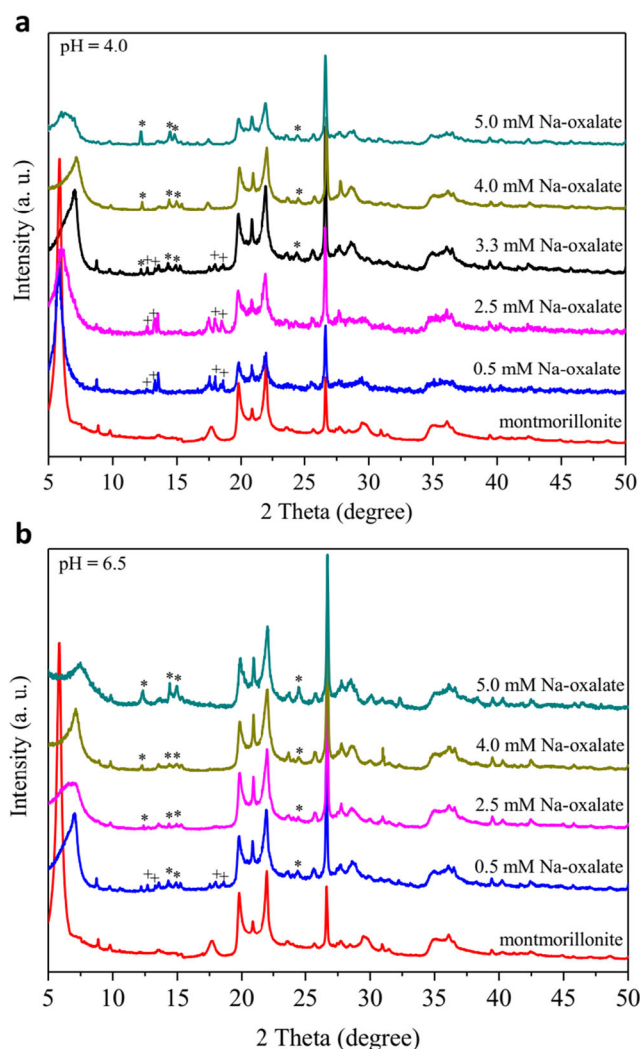 a
pH = 4.0
* * * * 5.0 mM Na-oxalate
* * * * 4.0 mM Na-oxalate
* + + * * + + * 3.3 mM Na-oxalate
+ + + + 2.5 mM Na-oxalate
+ + + + 0.5 mM Na-oxalate
montmorillonite
Intensity (a. u.)
5 10 15 20 25 30 35 40 45 50
2 Theta (degree)
b
pH = 6.5
* * * * 5.0 mM Na-oxalate
* * * * 4.0 mM Na-oxalate
* * * * 2.5 mM Na-oxalate
+ + * * + + * 0.5 mM Na-oxalate
montmorillonite
Intensity (a. u.)
5 10 15 20 25 30 35 40 45 50
2 Theta (degree)